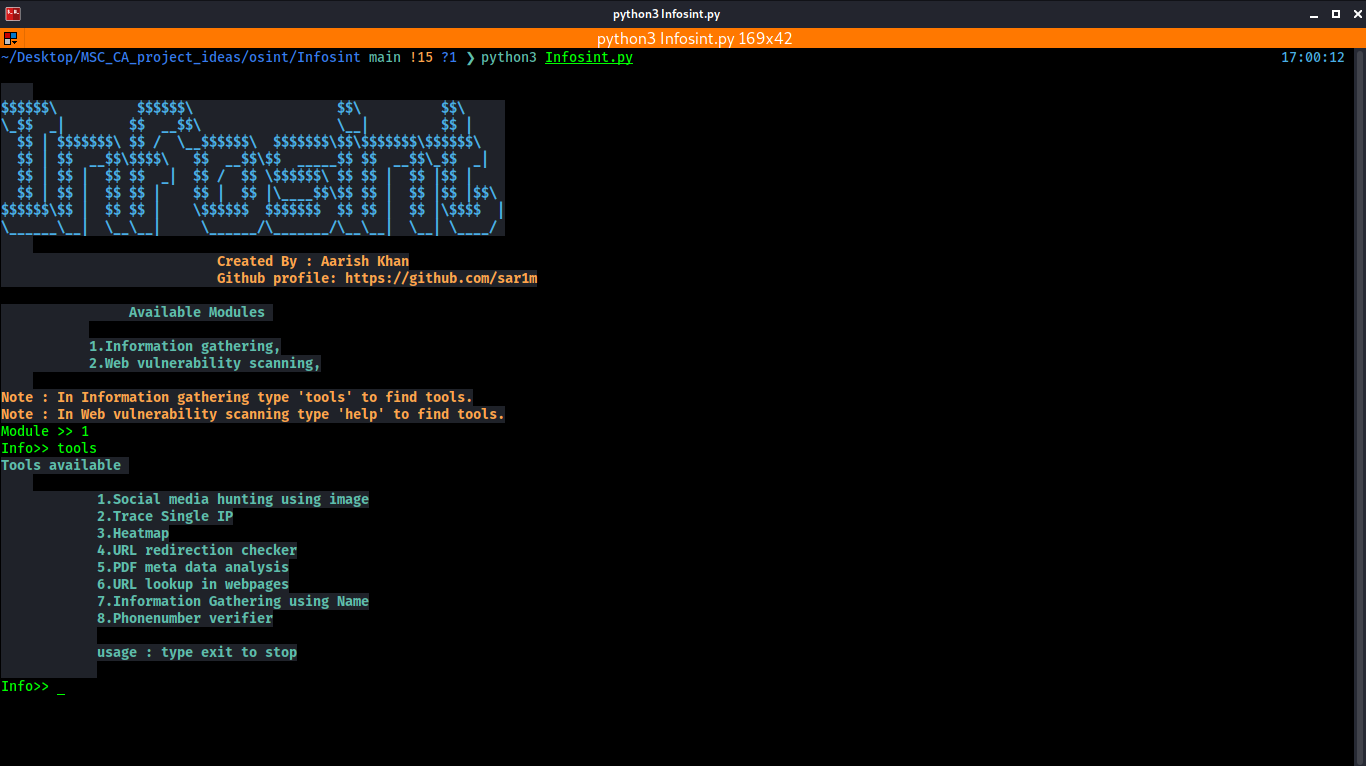 python3 Infosint.py
python3 Infosint.py 169x42
~/Desktop/MSC_CA_project_ideas/osint/Infosint main !15 ?1 ❯ python3 Infosint.py 17:00:12
$$$$$$\          $$$$$$\                  $$\          $$\
\_$$  _|        $$  __$$\                 \__|         $$ |
  $$ | $$$$$$$\ $$ /  \__$$$$$$\  $$$$$$$\$$\$$$$$$$\$$$$$$\
  $$ | $$  __$$\$$$$\   $$  __$$\$$  _____$$ $$  __$$\_$$  _|
  $$ | $$ |  $$ $$  _|  $$ /  $$ \$$$$$$\ $$ $$ |  $$ |$$ |
  $$ | $$ |  $$ $$ |    $$ |  $$ |\____$$\$$ $$ |  $$ |$$ |$$\
$$$$$$\$$ |  $$ $$ |    \$$$$$$  $$$$$$$  $$ $$ |  $$ |\$$$$  |
\______\__|  \__\__|     \______/\_______/\__\__|  \__| \____/
Created By : Aarish Khan
Github profile: https://github.com/sar1m
Available Modules
1.Information gathering,
2.Web vulnerability scanning,
Note : In Information gathering type 'tools' to find tools.
Note : In Web vulnerability scanning type 'help' to find tools.
Module >> 1
Info>> tools
Tools available
1.Social media hunting using image
2.Trace Single IP
3.Heatmap
4.URL redirection checker
5.PDF meta data analysis
6.URL lookup in webpages
7.Information Gathering using Name
8.Phonenumber verifier
usage : type exit to stop
Info>> _